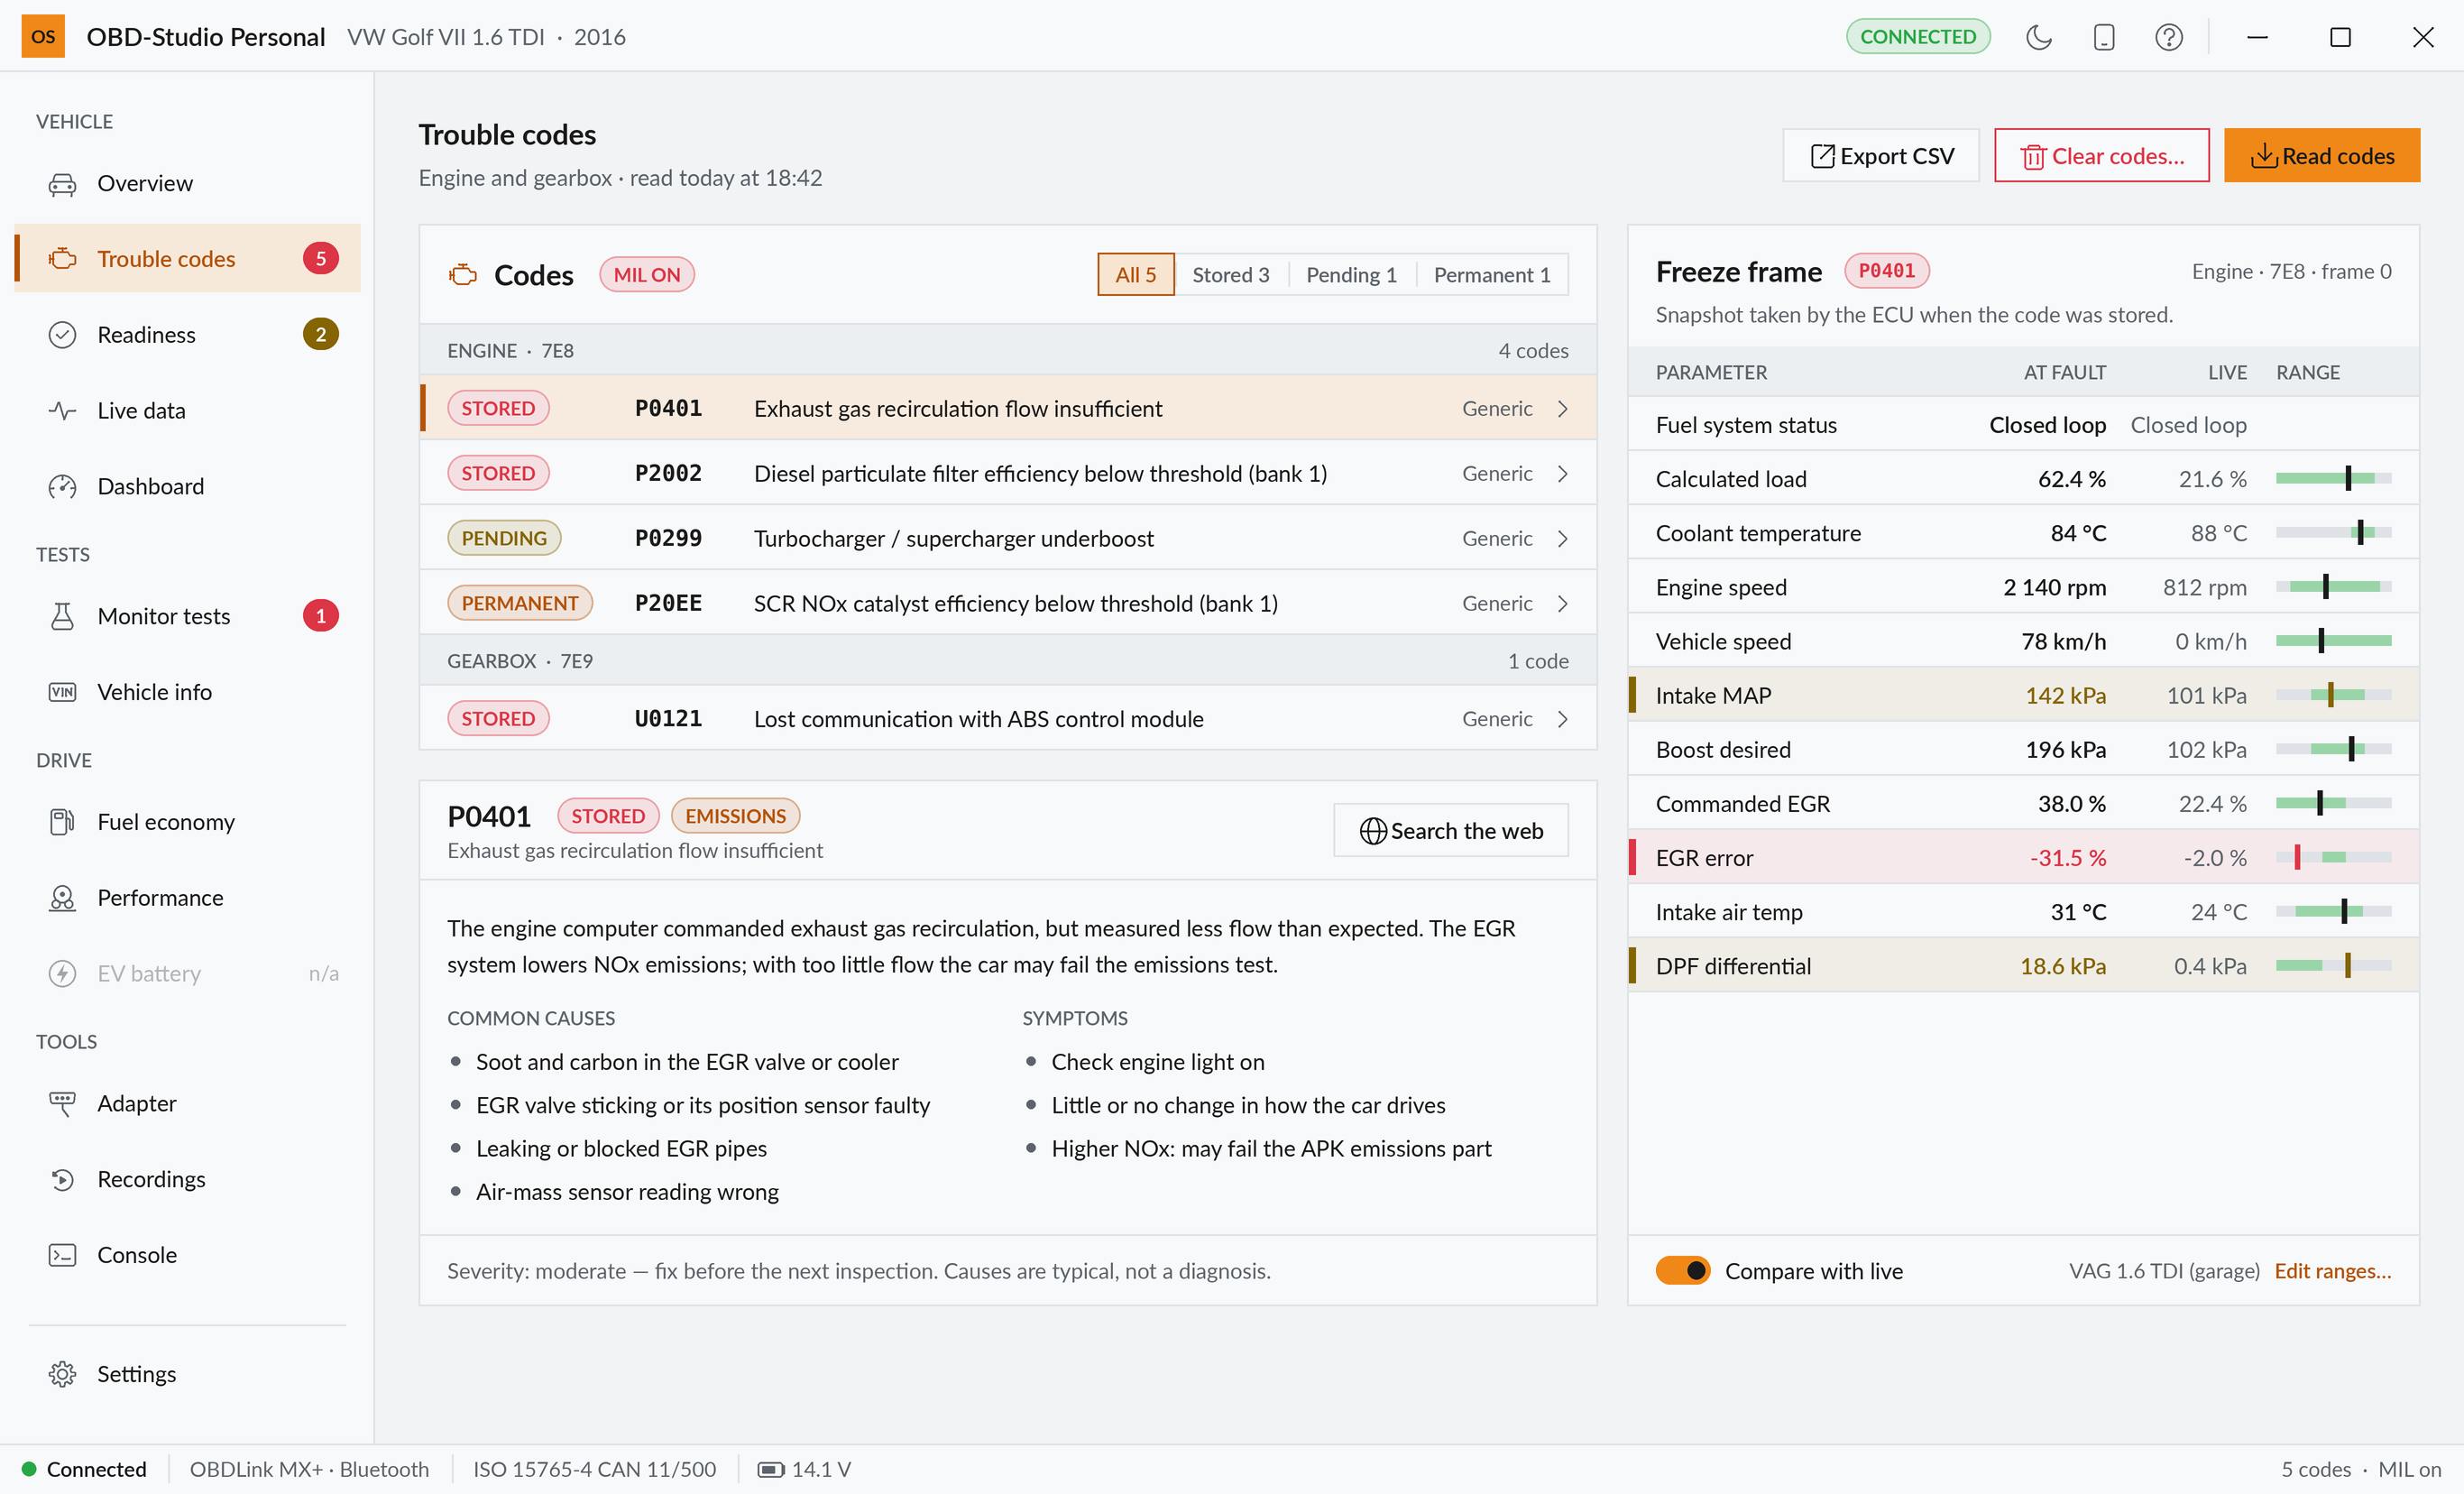 OS OBD-Studio Personal VW Golf VII 1.6 TDI · 2016 CONNECTED
VEHICLE
Overview
Trouble codes 5
Readiness 2
Live data
Dashboard
TESTS
Monitor tests 1
VIN Vehicle info
DRIVE
Fuel economy
Performance
EV battery n/a
TOOLS
Adapter
Recordings
Console
Settings
Trouble codes
Engine and gearbox · read today at 18:42
Export CSV Clear codes... Read codes
Codes MIL ON All 5 Stored 3 Pending 1 Permanent 1
ENGINE · 7E8 4 codes
STORED P0401 Exhaust gas recirculation flow insufficient Generic
STORED P2002 Diesel particulate filter efficiency below threshold (bank 1) Generic
PENDING P0299 Turbocharger / supercharger underboost Generic
PERMANENT P20EE SCR NOx catalyst efficiency below threshold (bank 1) Generic
GEARBOX · 7E9 1 code
STORED U0121 Lost communication with ABS control module Generic
P0401 STORED EMISSIONS
Exhaust gas recirculation flow insufficient
Search the web
The engine computer commanded exhaust gas recirculation, but measured less flow than expected. The EGR
system lowers NOx emissions; with too little flow the car may fail the emissions test.
COMMON CAUSES
• Soot and carbon in the EGR valve or cooler
• EGR valve sticking or its position sensor faulty
• Leaking or blocked EGR pipes
• Air-mass sensor reading wrong
SYMPTOMS
• Check engine light on
• Little or no change in how the car drives
• Higher NOx: may fail the APK emissions part
Severity: moderate — fix before the next inspection. Causes are typical, not a diagnosis.
Freeze frame P0401 Engine · 7E8 · frame 0
Snapshot taken by the ECU when the code was stored.
PARAMETER AT FAULT LIVE RANGE
Fuel system status Closed loop Closed loop
Calculated load 62.4 % 21.6 %
Coolant temperature 84 °C 88 °C
Engine speed 2 140 rpm 812 rpm
Vehicle speed 78 km/h 0 km/h
Intake MAP 142 kPa 101 kPa
Boost desired 196 kPa 102 kPa
Commanded EGR 38.0 % 22.4 %
EGR error -31.5 % -2.0 %
Intake air temp 31 °C 24 °C
DPF differential 18.6 kPa 0.4 kPa
Compare with live VAG 1.6 TDI (garage) Edit ranges...
Connected OBDLink MX+ · Bluetooth ISO 15765-4 CAN 11/500 14.1 V 5 codes · MIL on